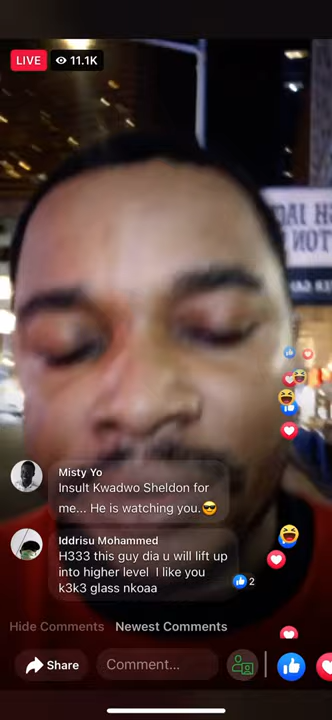 LIVE 11.1K
Misty Yo
Insult Kwadwo Sheldon for
me... He is watching you.😎
Iddrisu Mohammed
H333 this guy dia u will lift up
into higher level I like you
k3k3 glass nkoaa
2
Hide Comments Newest Comments
Share Comment...